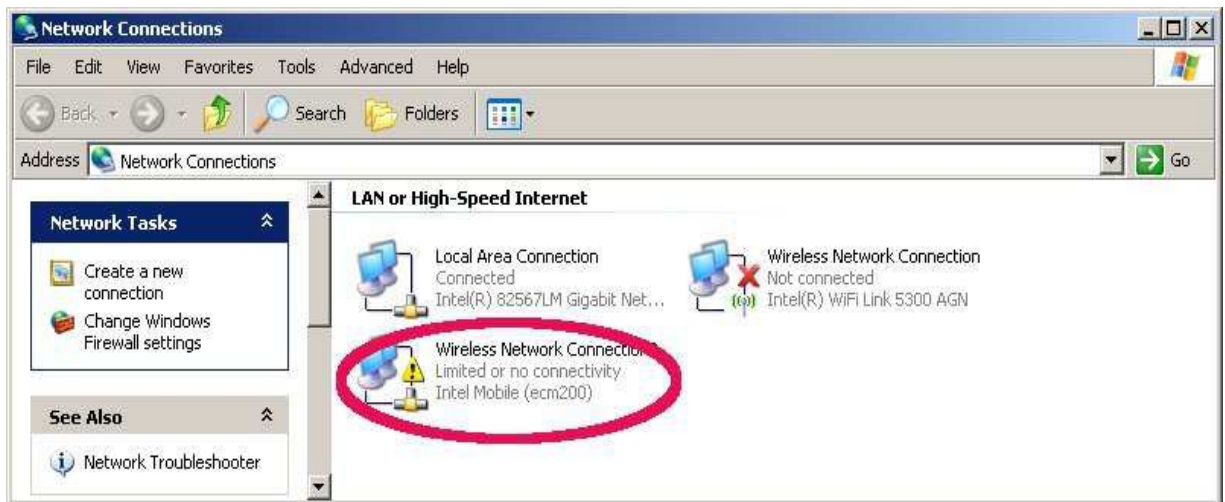 Network Connections
File Edit View Favorites Tools Advanced Help
Back Search Folders
Address Network Connections Go
Network Tasks
Create a new
connection
Change Windows
Firewall settings
See Also
Network Troubleshooter
LAN or High-Speed Internet
Local Area Connection
Connected
Intel(R) 82567LM Gigabit Net...
Wireless Network Connection
Not connected
Intel(R) WiFi Link 5300 AGN
Wireless Network Connection
Limited or no connectivity
Intel Mobile (ecm200)